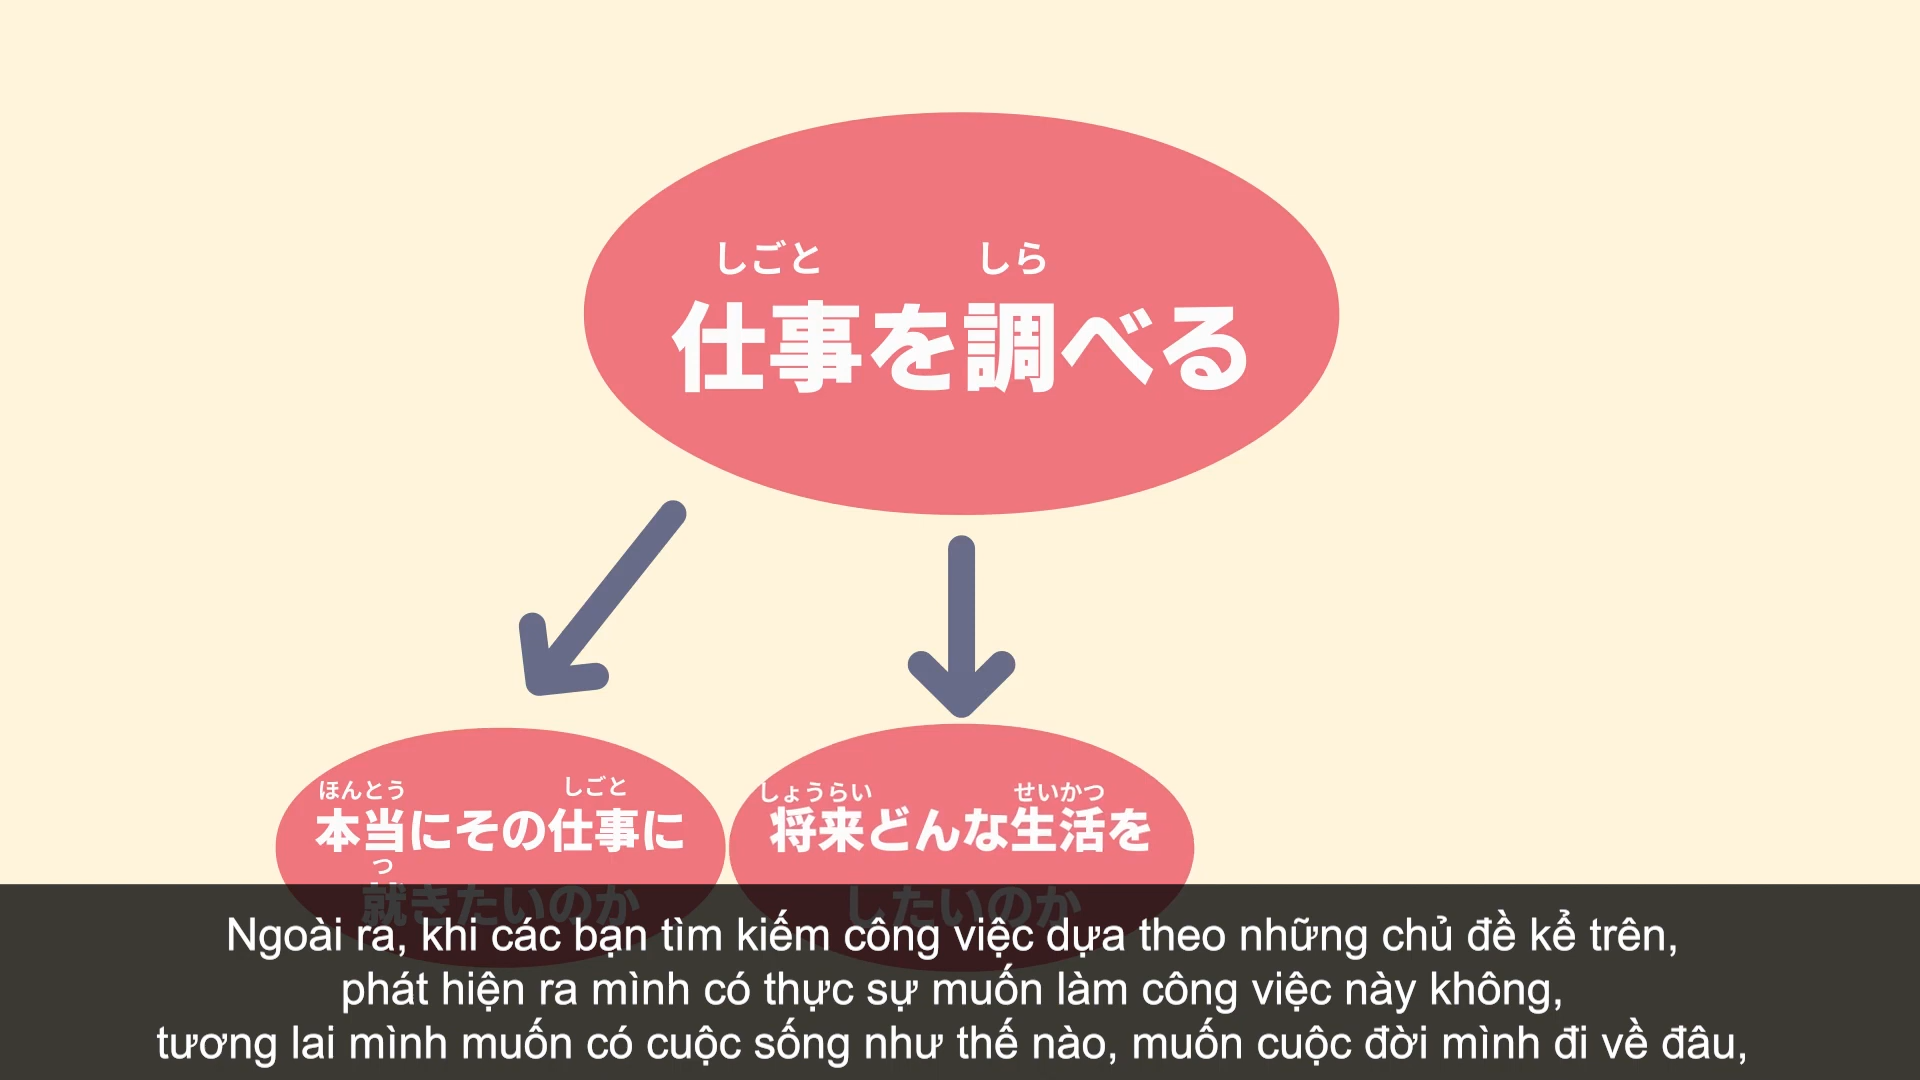 しごと しら
仕事を調べる
ほんとう しごと
本当にその仕事に
つ
就きたいのか
しょうらい せいかつ
将来どんな生活を
したいのか
Ngoài ra, khi các bạn tìm kiếm công việc dựa theo những chủ đề kể trên,
phát hiện ra mình có thực sự muốn làm công việc này không,
tương lai mình muốn có cuộc sống như thế nào, muốn cuộc đời mình đi về đâu,